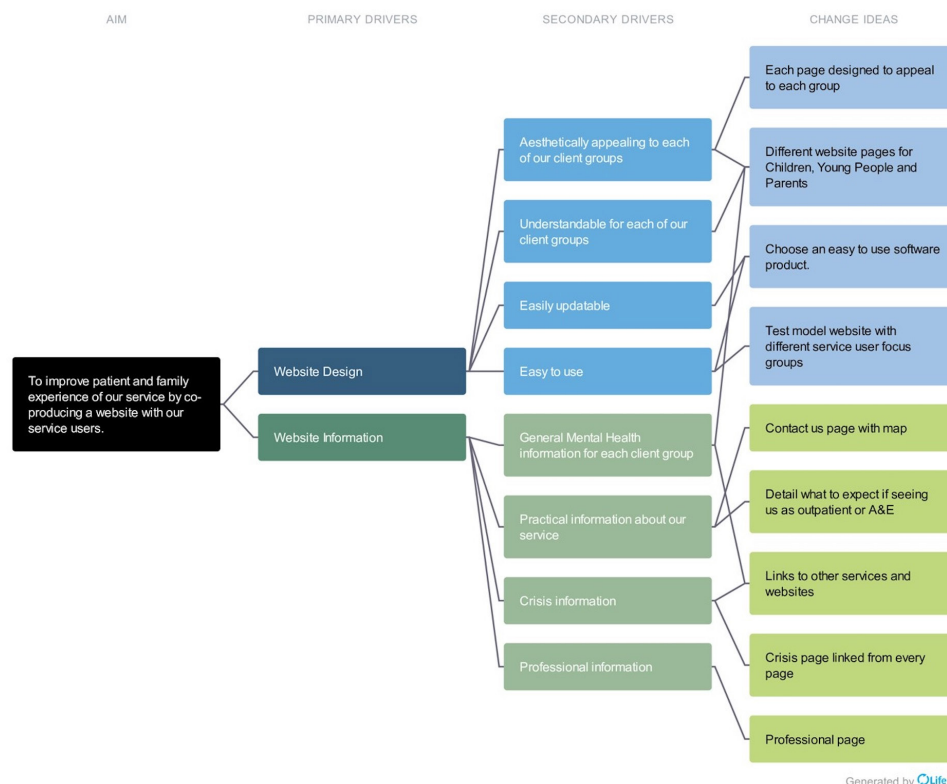 AIM
PRIMARY DRIVERS
SECONDARY DRIVERS
CHANGE IDEAS
To improve patient and family
experience of our service by co-
producing a website with our
service users.
Website Design
Website Information
Aesthetically appealing to each
of our client groups
Understandable for each of our
client groups
Easily updatable
Easy to use
General Mental Health
information for each client group
Practical information about our
service
Crisis information
Professional information
Each page designed to appeal
to each group
Different website pages for
Children, Young People and
Parents
Choose an easy to use software
product.
Test model website with
different service user focus
groups
Contact us page with map
Detail what to expect if seeing
us as outpatient or A&E
Links to other services and
websites
Crisis page linked from every
page
Professional page
Generated by QLife